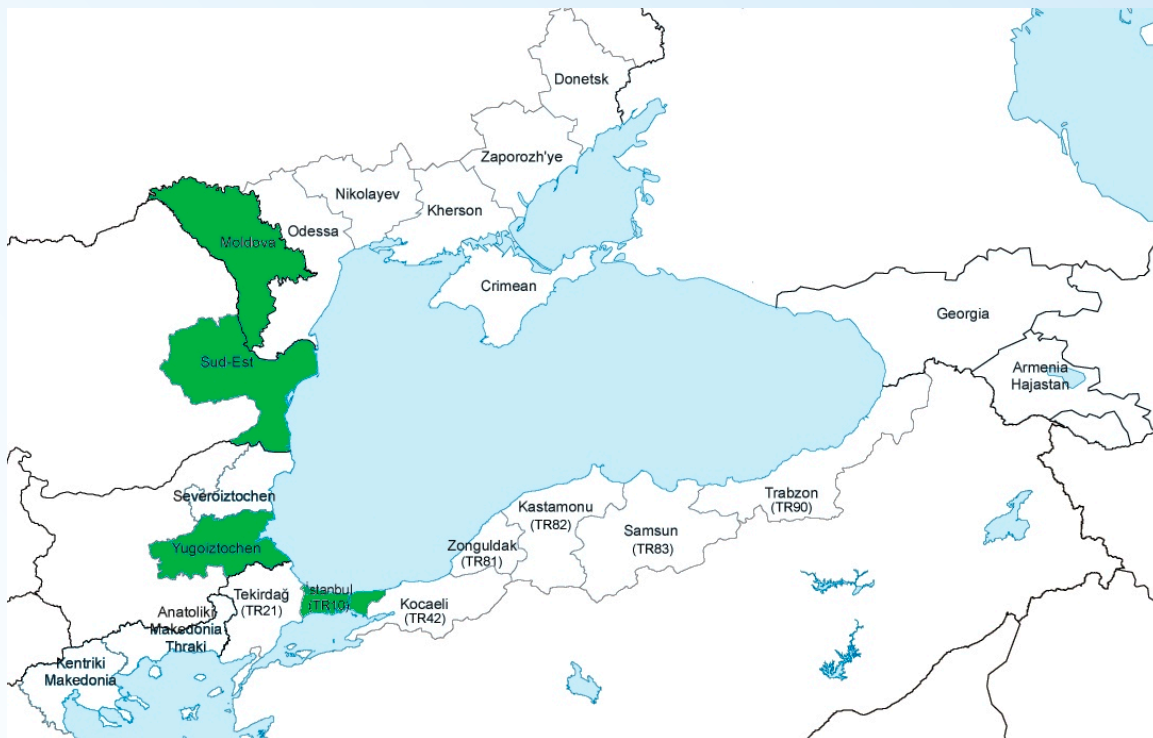 Donetsk
Zaporozh'ye
Nikolayev
Kherson
Odessa
Moldova
Crimean
Georgia
Sud-Est
Armenia
Hajastan
Severoiztochen
Trabzon
(TR90)
Kastamonu
(TR82)
Samsun
(TR83)
Yugoiztochen
Zonguldak
(TR81)
Istanbul
(TR10)
Tekirdağ
(TR21)
Kocaeli
(TR42)
Anatoliki
Makedonia
Thraki
Kentriki
Makedonia